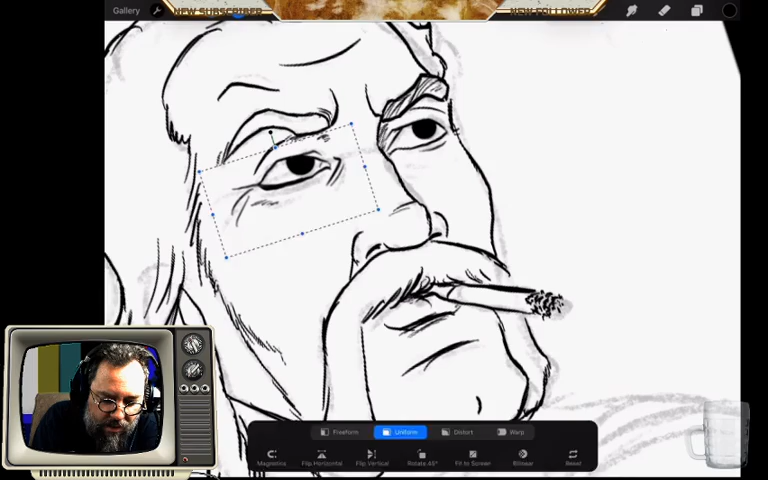 Gallery
NEW SUBSCRIBER
NEW FOLLOWER
Freeform
Uniform
Distort
Warp
Magnetics
Flip Horizontal
Flip Vertical
Rotate 45°
Fit to Screen
Bilinear
Reset